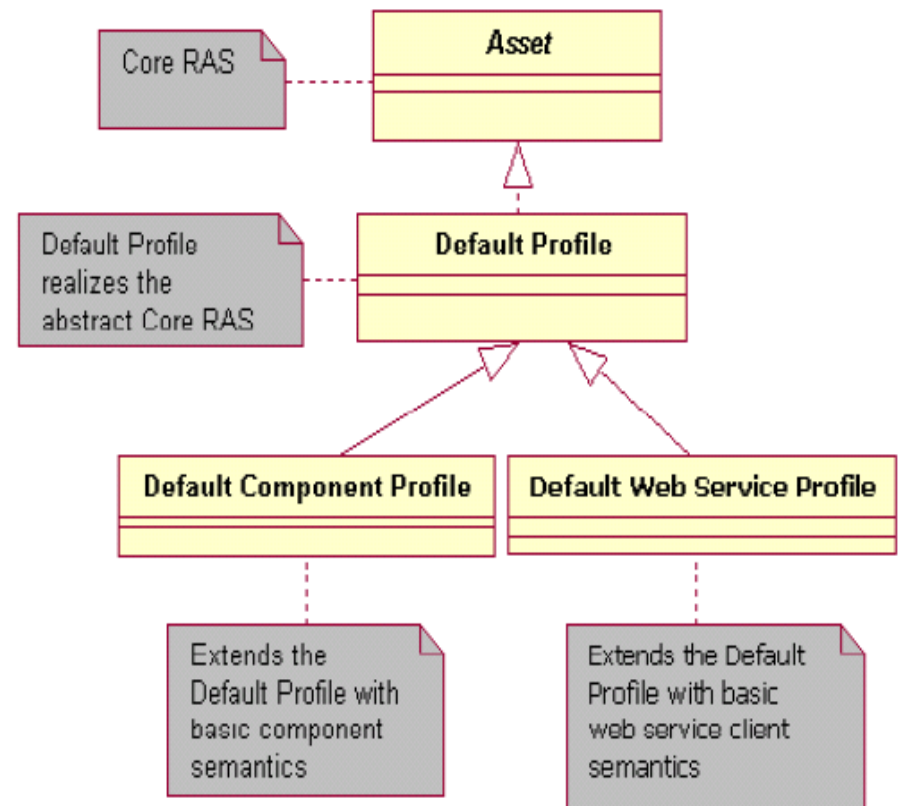 Core RAS
Asset
Default Profile
realizes the
abstract Core RAS
Default Profile
Default Component Profile
Default Web Service Profile
Extends the
Default Profile with
basic component
semantics
Extends the Default
Profile with basic
web service client
semantics